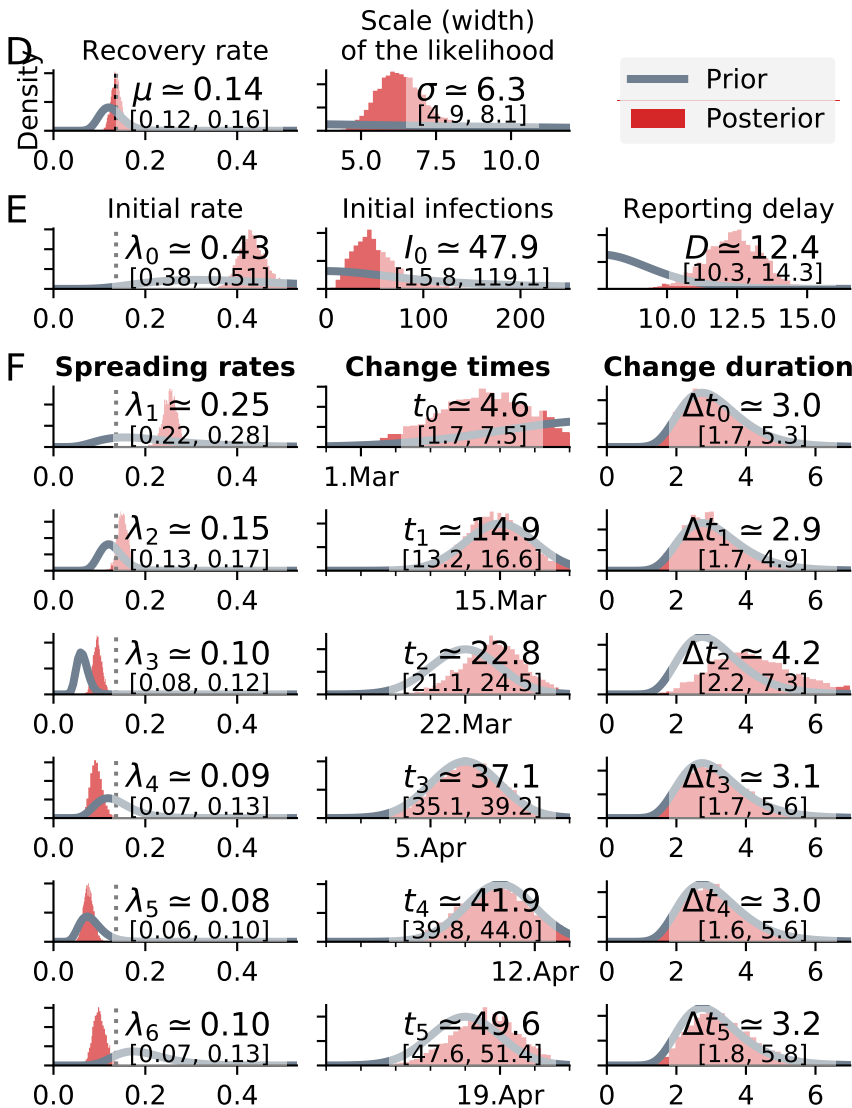 D
Recovery rate
Density
μ ≃ 0.14
[0.12, 0.16]
0.0 0.2 0.4
Scale (width)
of the likelihood
σ ≃ 6.3
[4.9, 8.1]
5.0 7.5 10.0
Prior
Posterior
E
Initial rate
λ0 ≃ 0.43
[0.38, 0.51]
0.0 0.2 0.4
Initial infections
I0 ≃ 47.9
[15.8, 119.1]
0 100 200
Reporting delay
D ≃ 12.4
[10.3, 14.3]
10.0 12.5 15.0
F
Spreading rates Change times Change duration
λ1 ≃ 0.25
[0.22, 0.28]
0.0 0.2 0.4
t0 ≃ 4.6
[1.7, 7.5]
1.Mar
Δt0 ≃ 3.0
[1.7, 5.3]
0 2 4 6
λ2 ≃ 0.15
[0.13, 0.17]
0.0 0.2 0.4
t1 ≃ 14.9
[13.2, 16.6]
15.Mar
Δt1 ≃ 2.9
[1.7, 4.9]
0 2 4 6
λ3 ≃ 0.10
[0.08, 0.12]
0.0 0.2 0.4
t2 ≃ 22.8
[21.1, 24.5]
22.Mar
Δt2 ≃ 4.2
[2.2, 7.3]
0 2 4 6
λ4 ≃ 0.09
[0.07, 0.13]
0.0 0.2 0.4
t3 ≃ 37.1
[35.1, 39.2]
5.Apr
Δt3 ≃ 3.1
[1.7, 5.6]
0 2 4 6
λ5 ≃ 0.08
[0.06, 0.10]
0.0 0.2 0.4
t4 ≃ 41.9
[39.8, 44.0]
12.Apr
Δt4 ≃ 3.0
[1.6, 5.6]
0 2 4 6
λ6 ≃ 0.10
[0.07, 0.13]
0.0 0.2 0.4
t5 ≃ 49.6
[47.6, 51.4]
19.Apr
Δt5 ≃ 3.2
[1.8, 5.8]
0 2 4 6